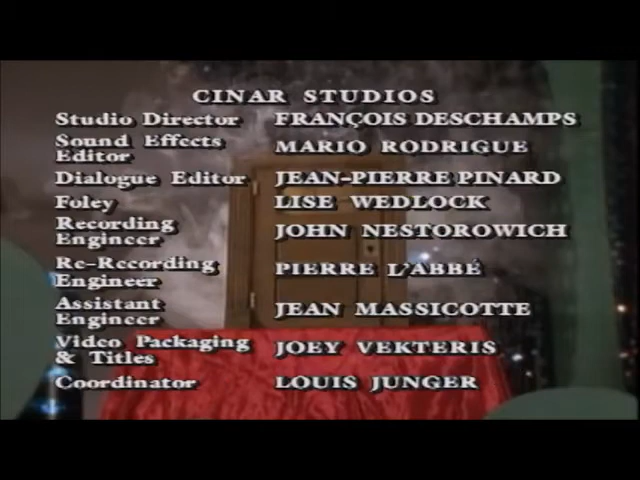 CINAR STUDIOS
Studio Director FRANÇOIS DESCHAMPS
Sound Effects
Editor MARIO RODRIGUE
Dialogue Editor JEAN-PIERRE PINARD
Foley LISE WEDLOCK
Recording
Engineer JOHN NESTOROWICH
Re-Recording
Engineer PIERRE L'ABBÉ
Assistant
Engineer JEAN MASSICOTTE
Video Packaging
& Titles JOEY VEKTERIS
Coordinator LOUIS JUNGER